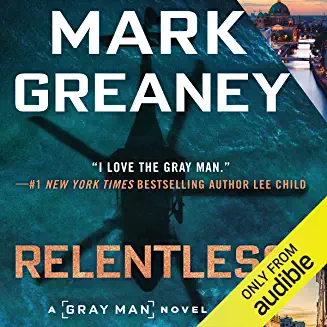 MARK
GREANEY
“I LOVE THE GRAY MAN.”
—#1 NEW YORK TIMES BESTSELLING AUTHOR LEE CHILD
RELENTLESS
A [GRAY MAN] NOVEL
ONLY FROM
audible